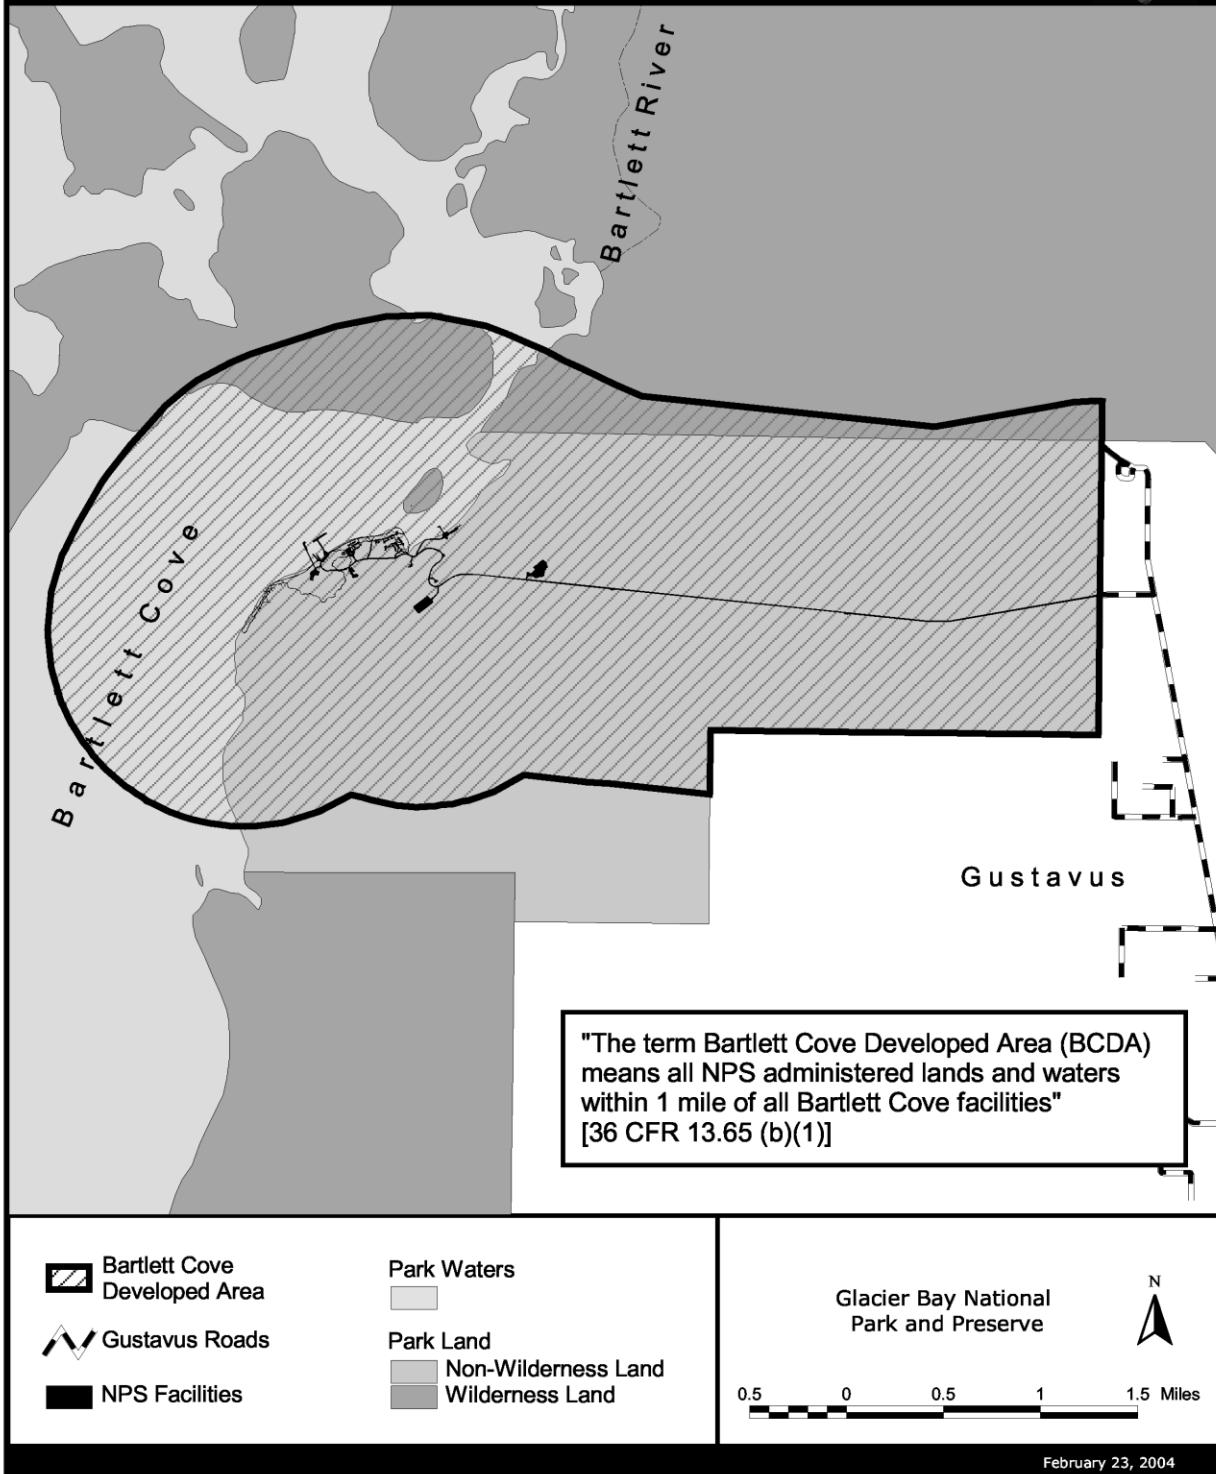 Bartlett River
Bartlett Cove
Gustavus
"The term Bartlett Cove Developed Area (BCDA)
means all NPS administered lands and waters
within 1 mile of all Bartlett Cove facilities"
[36 CFR 13.65 (b)(1)]
Bartlett Cove
Developed Area
Gustavus Roads
NPS Facilities
Park Waters
Park Land
Non-Wilderness Land
Wilderness Land
Glacier Bay National
Park and Preserve
N
0.5 0 0.5 1 1.5 Miles
February 23, 2004